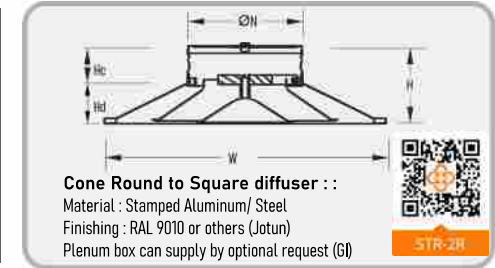 ØN
Hc
H
Hd
W
Cone Round to Square diffuser : :
Material : Stamped Aluminum/ Steel
Finishing : RAL 9010 or others (Jotun)
Plenum box can supply by optional request (GI)
STR-2R